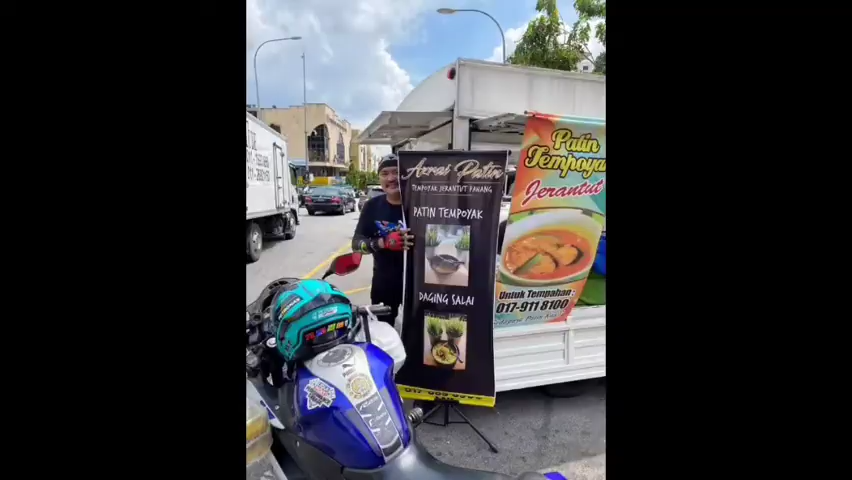 Azrai Patin
TEMPOYAK JERANTUT PAHANG
PATIN TEMPOYAK
DAGING SALAI
Patin
Tempoyak
Jerantut
Untuk Tempahan :
017-911 8100